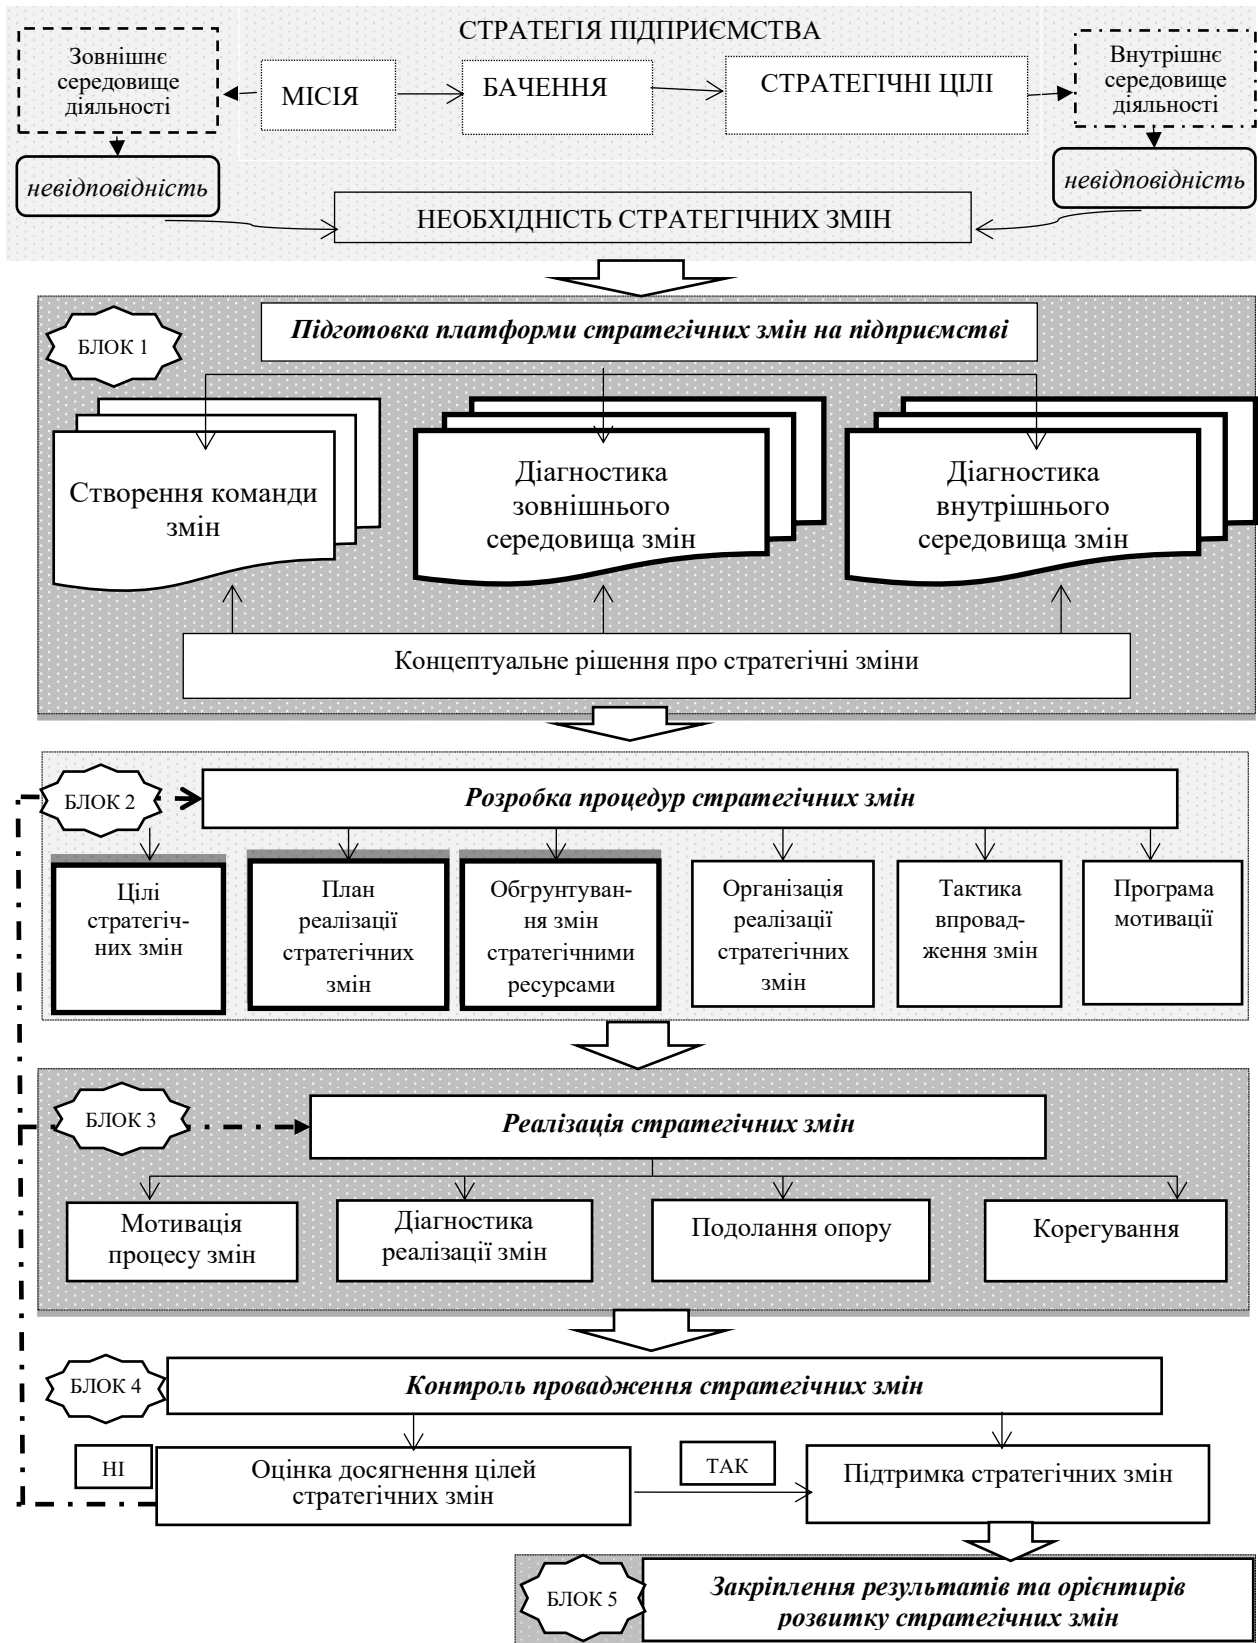 СТРАТЕГІЯ ПІДПРИЄМСТВА
Зовнішнє
середовище
діяльності
МІСІЯ
БАЧЕННЯ
СТРАТЕГІЧНІ ЦІЛІ
Внутрішнє
середовище
діяльності
невідповідність
невідповідність
НЕОБХІДНІСТЬ СТРАТЕГІЧНИХ ЗМІН
БЛОК 1
Підготовка платформи стратегічних змін на підприємстві
Створення команди
змін
Діагностика
зовнішнього
середовища змін
Діагностика
внутрішнього
середовища змін
Концептуальне рішення про стратегічні зміни
БЛОК 2
Розробка процедур стратегічних змін
Цілі
стратегіч-
них змін
План
реалізації
стратегічних
змін
Обгрунтуван-
ня змін
стратегічними
ресурсами
Організація
реалізації
стратегічних
змін
Тактика
впровад-
ження змін
Програма
мотивації
БЛОК 3
Реалізація стратегічних змін
Мотивація
процесу змін
Діагностика
реалізації змін
Подолання опору
Корегування
БЛОК 4
Контроль провадження стратегічних змін
НІ
Оцінка досягнення цілей
стратегічних змін
ТАК
Підтримка стратегічних змін
БЛОК 5
Закріплення результатів та орієнтирів
розвитку стратегічних змін